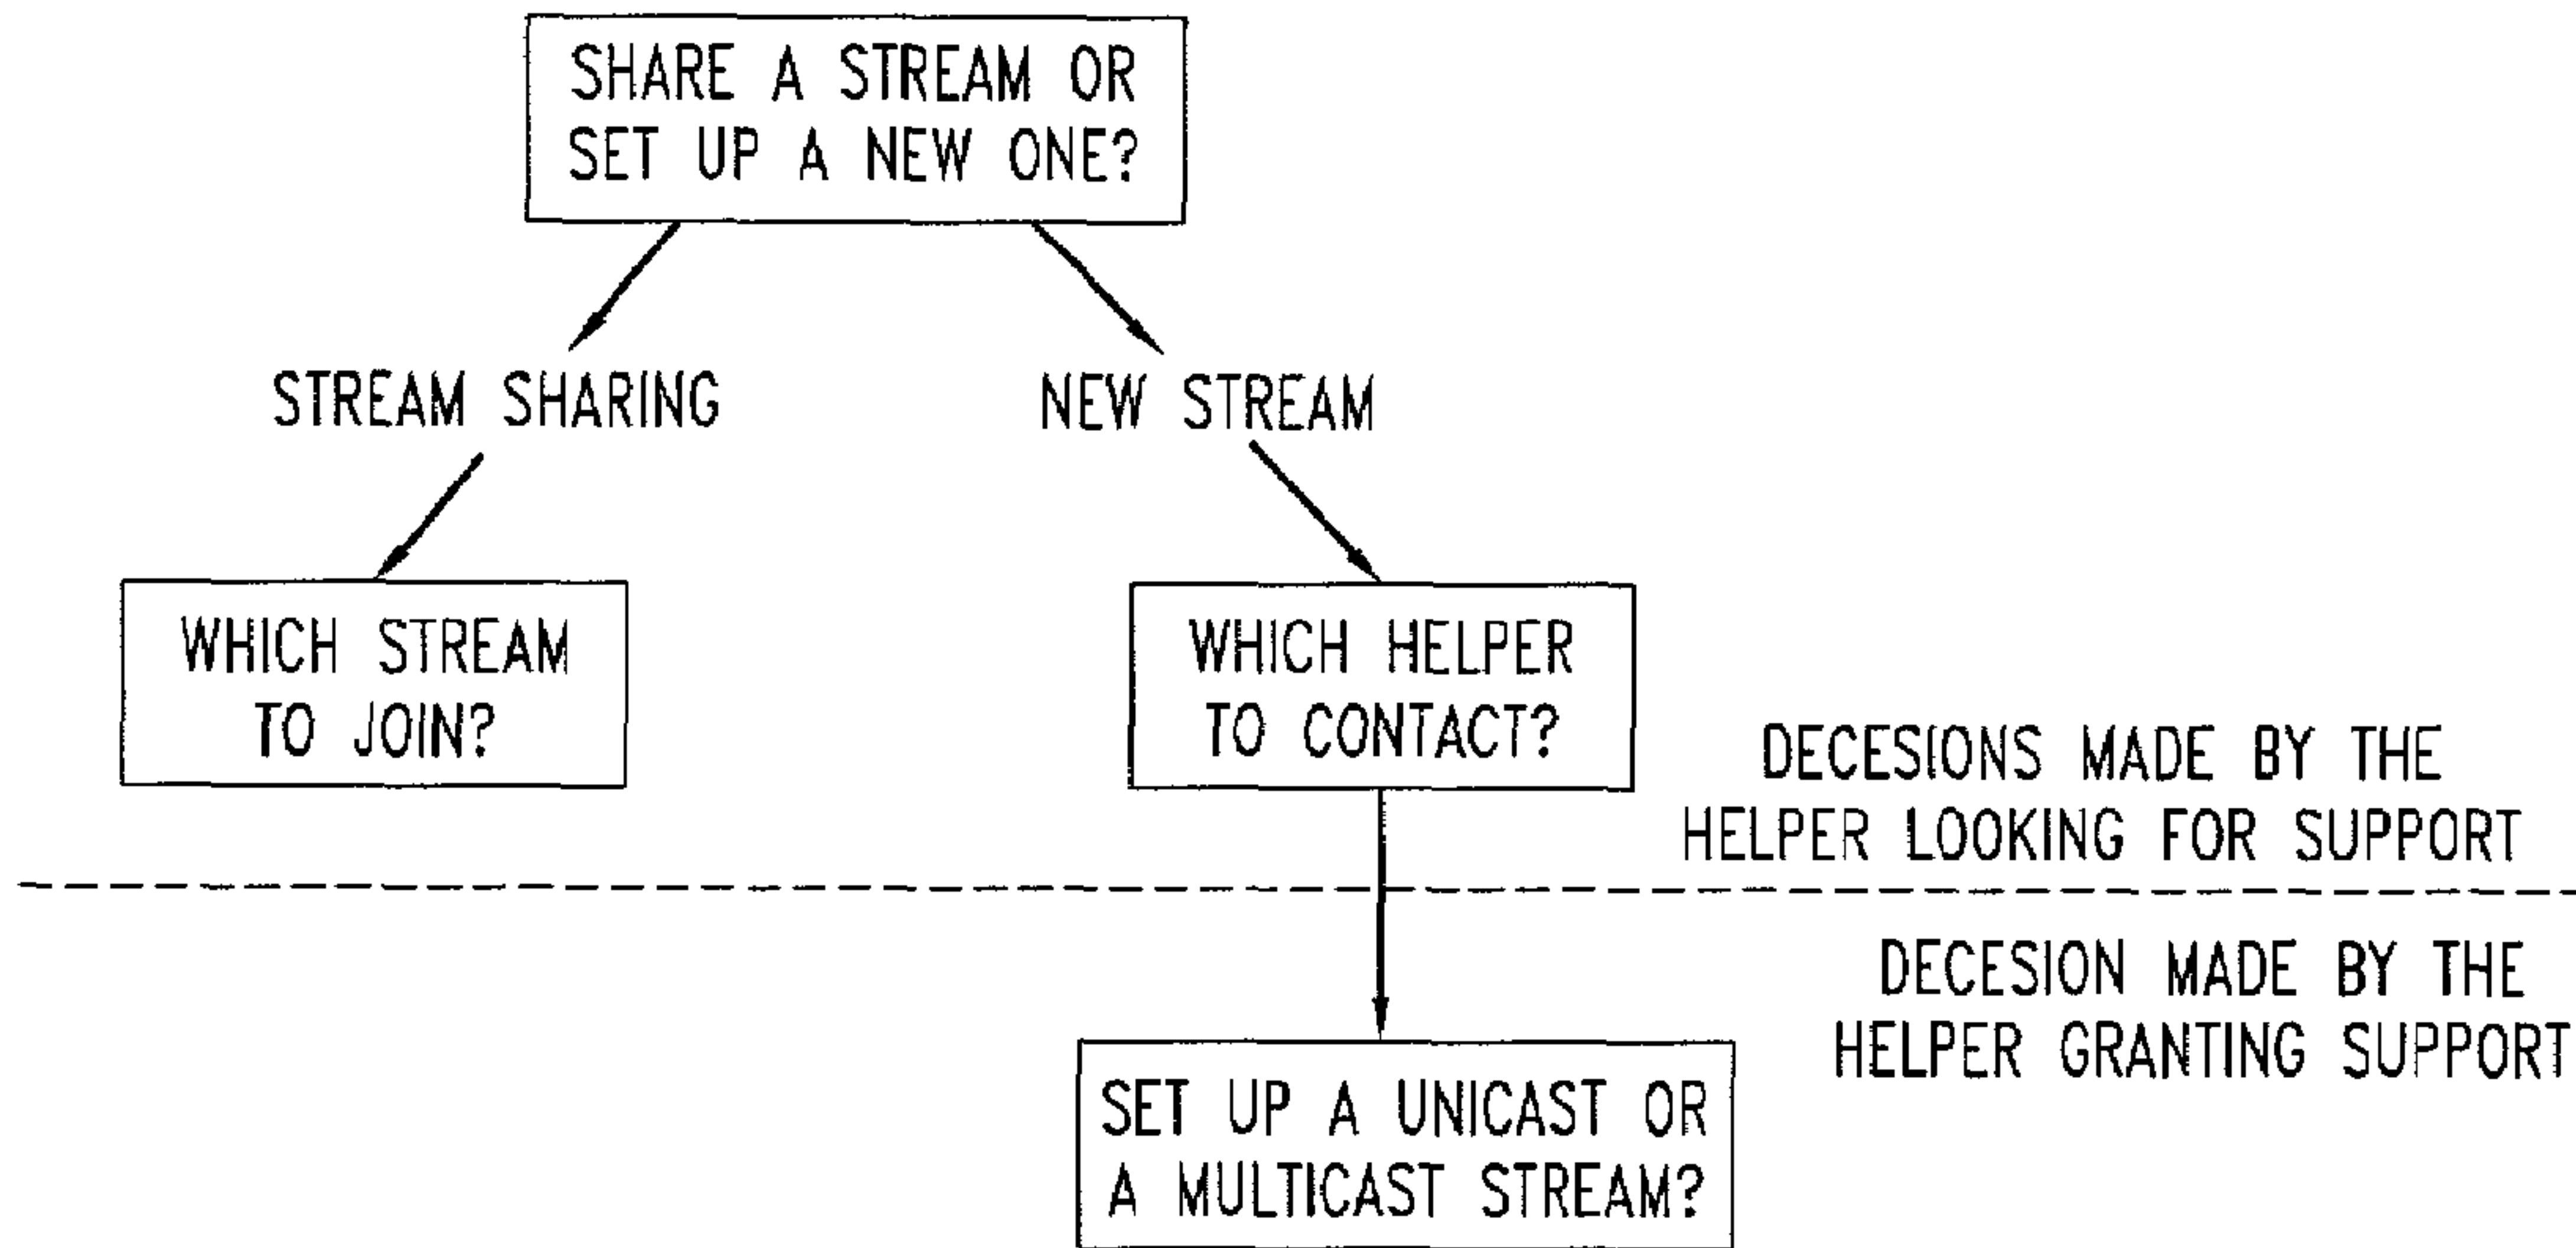 SHARE A STREAM OR
SET UP A NEW ONE?
STREAM SHARING
NEW STREAM
WHICH STREAM
TO JOIN?
WHICH HELPER
TO CONTACT?
DECESIONS MADE BY THE
HELPER LOOKING FOR SUPPORT
DECESION MADE BY THE
HELPER GRANTING SUPPORT
SET UP A UNICAST OR
A MULTICAST STREAM?